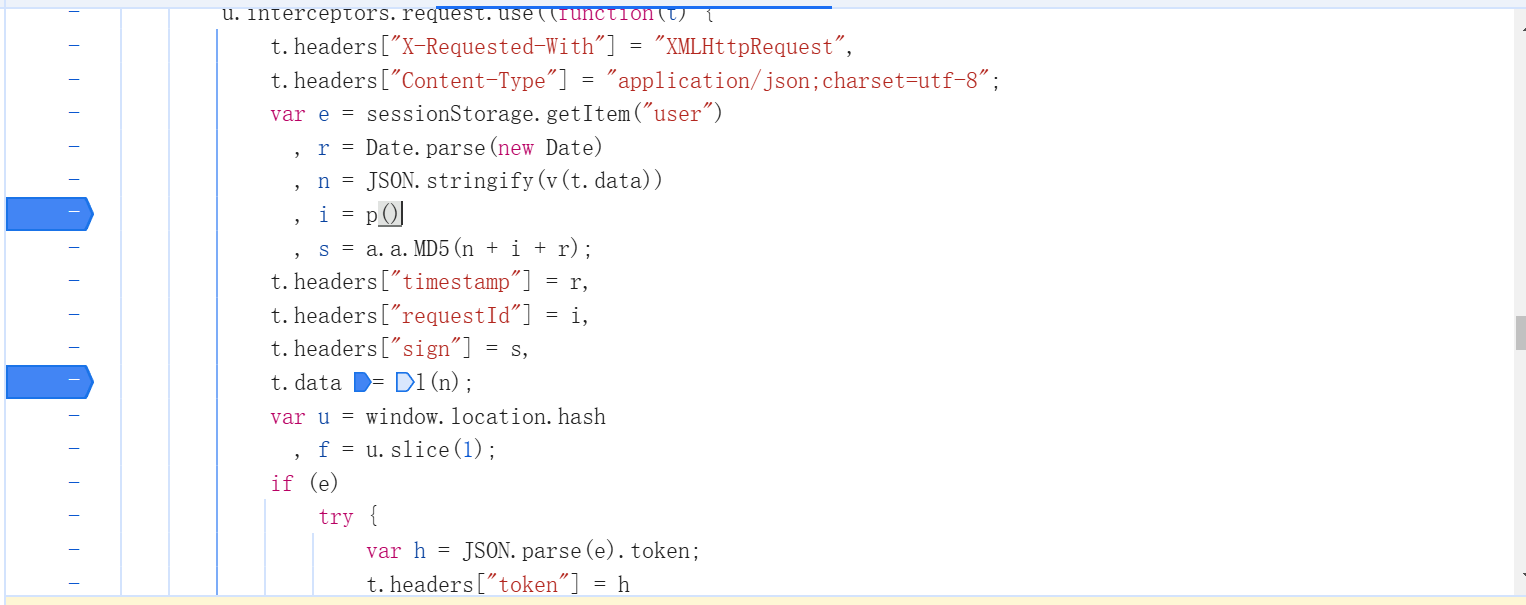 u.interceptors.request.use((function(t) {
t.headers["X-Requested-With"] = "XMLHttpRequest",
t.headers["Content-Type"] = "application/json;charset=utf-8";
var e = sessionStorage.getItem("user")
, r = Date.parse(new Date)
, n = JSON.stringify(v(t.data))
, i = p()
, s = a.a.MD5(n + i + r);
t.headers["timestamp"] = r,
t.headers["requestId"] = i,
t.headers["sign"] = s,
t.data = l(n);
var u = window.location.hash
, f = u.slice(1);
if (e)
try {
var h = JSON.parse(e).token;
t.headers["token"] = h